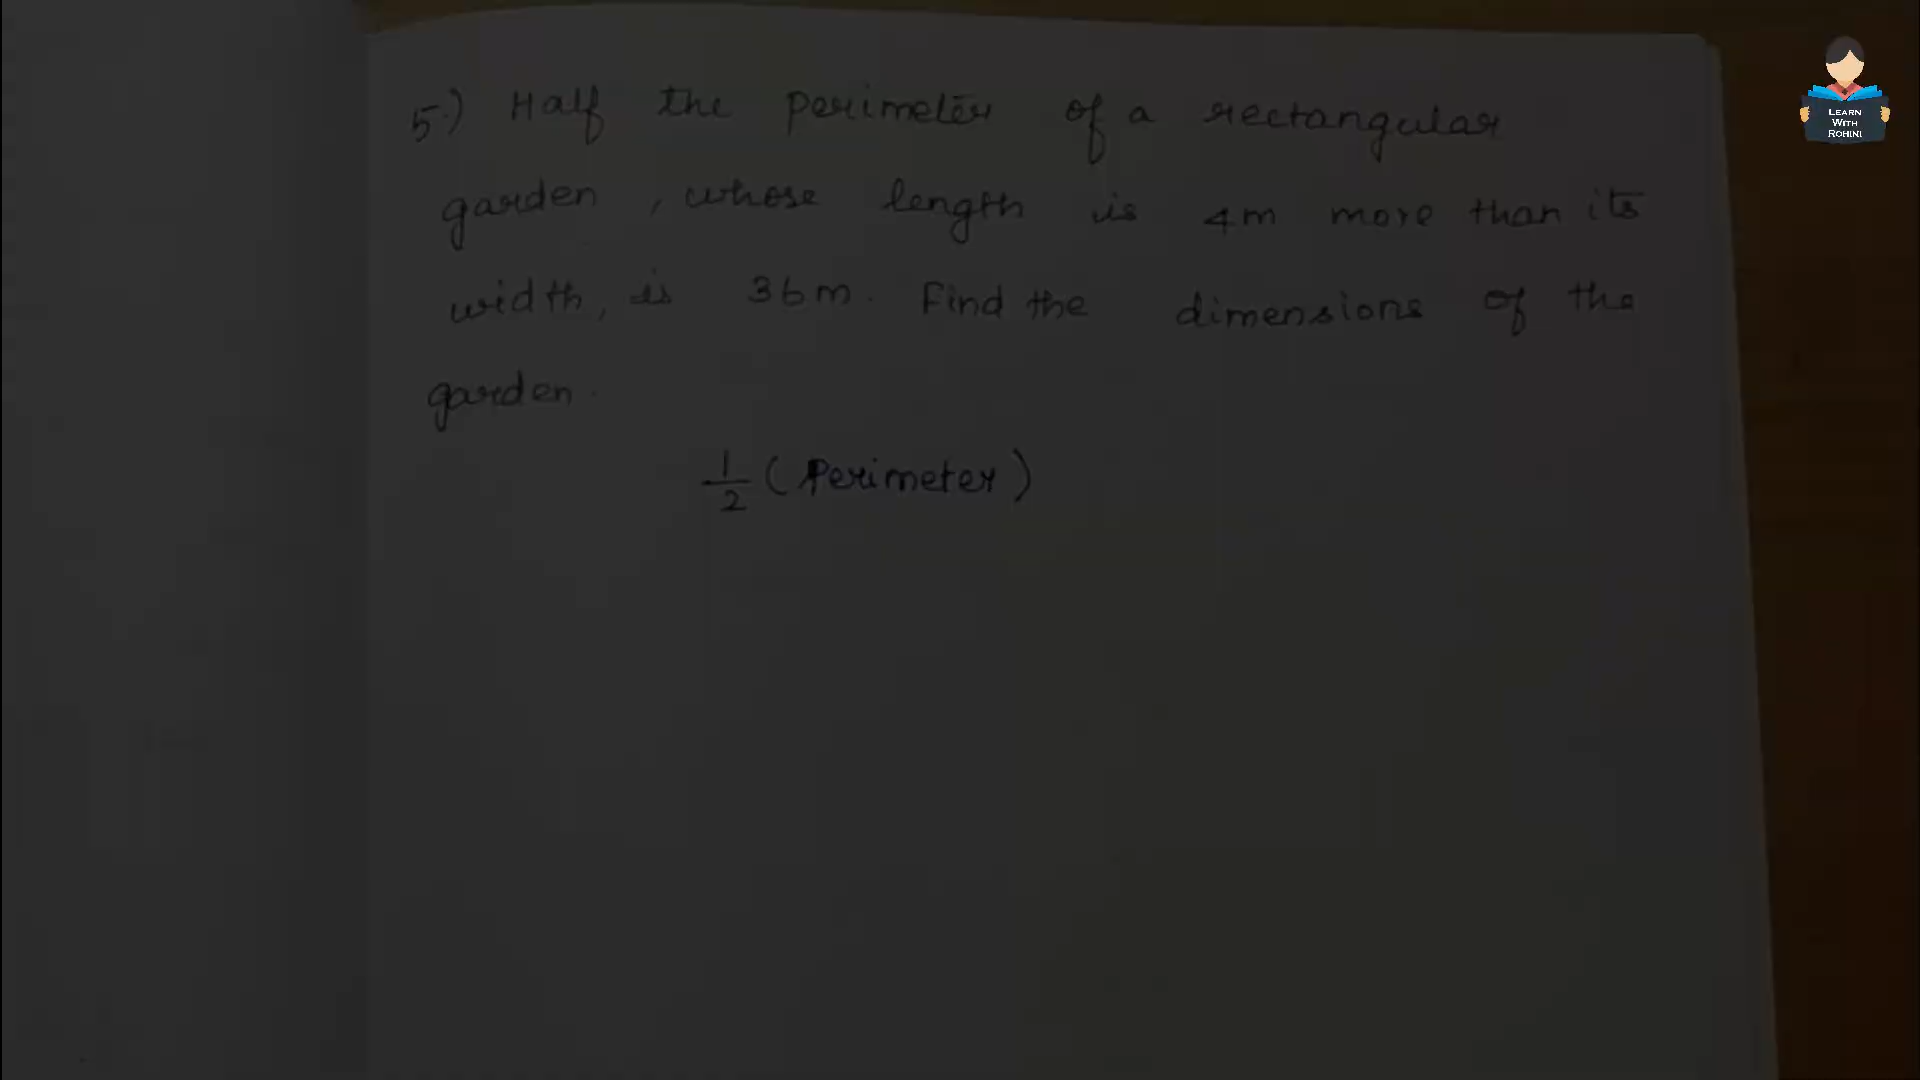 5.) Half the perimeter of a rectangular
garden, whose length is 4m more than its
width, is 36m. Find the dimensions of the
garden.
1/2 (Perimeter)
LEARN
WITH
ROHINI